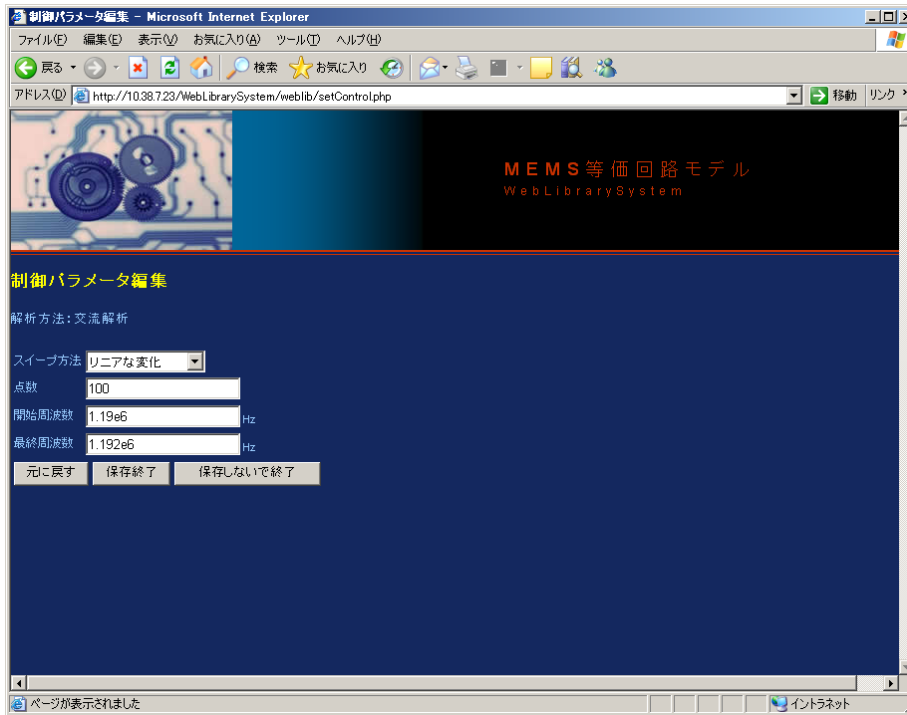 制御パラメータ編集 - Microsoft Internet Explorer
ファイル(F) 編集(E) 表示(V) お気に入り(A) ツール(T) ヘルプ(H)
戻る 検索 お気に入り
アドレス(D) http://10.38.7.23/WebLibrarySystem/weblib/setControl.php 移動 リンク
MEMS等価回路モデル
WebLibrarySystem
制御パラメータ編集
解析方法:交流解析
スイープ方法 リニアな変化
点数 100
開始周波数 1.19e6 Hz
最終周波数 1.192e6 Hz
元に戻す 保存終了 保存しないで終了
ページが表示されました イントラネット